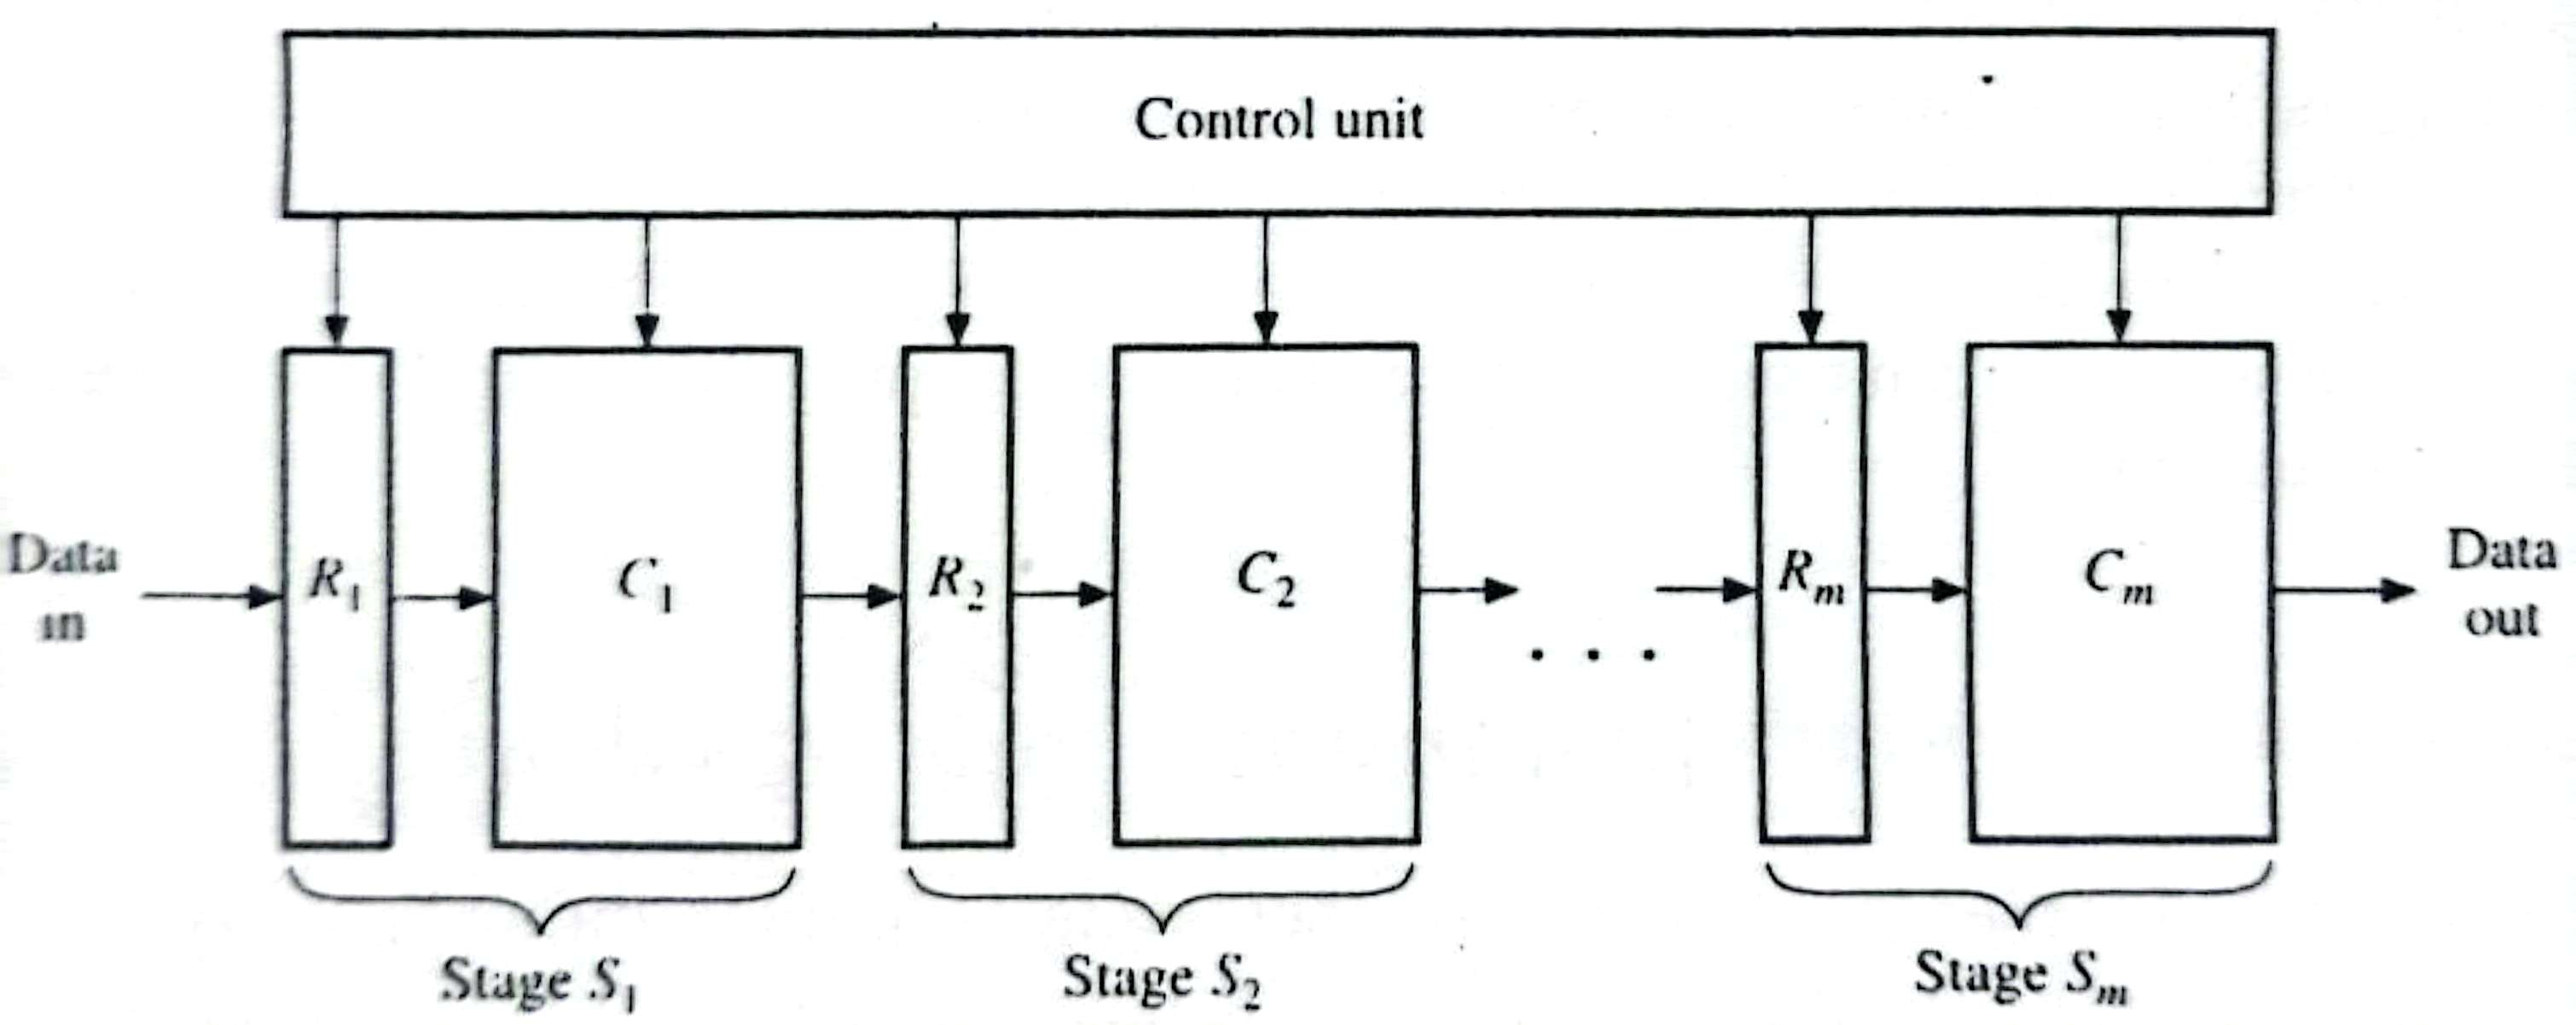 Control unit
Data
in
R₁
C₁
R₂
C₂
. . .
Rₘ
Cₘ
Data
out
Stage S₁
Stage S₂
Stage Sₘ